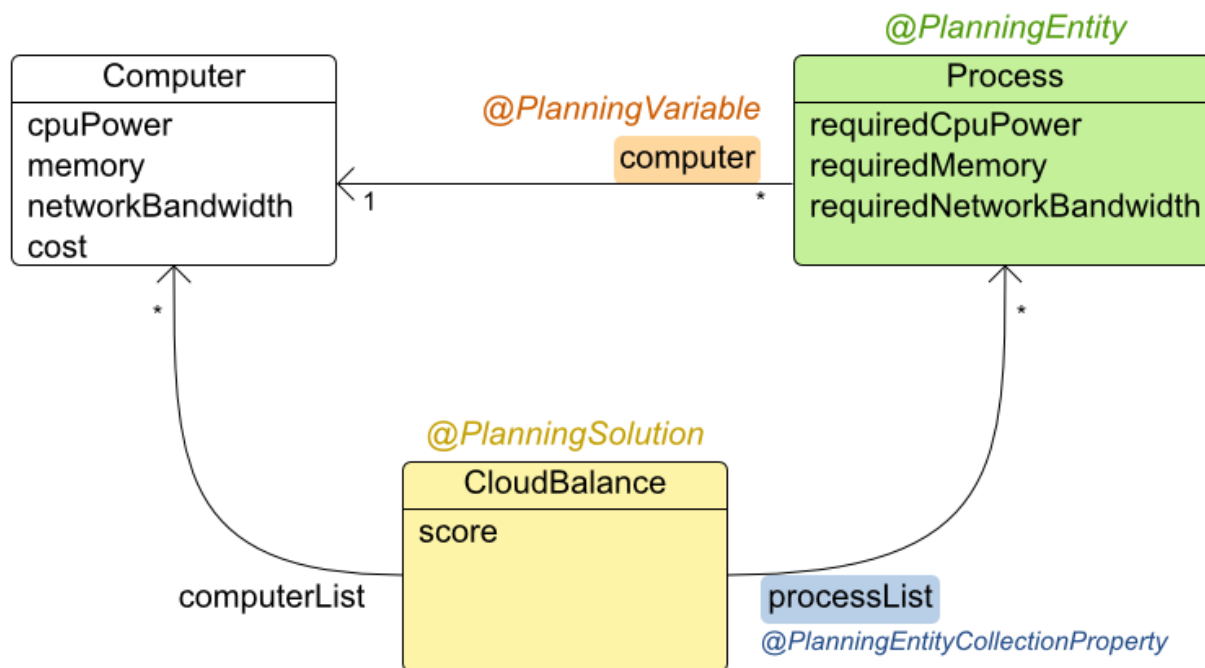 @PlanningEntity
Computer
cpuPower
memory
networkBandwidth
cost
@PlanningVariable
computer
1
*
Process
requiredCpuPower
requiredMemory
requiredNetworkBandwidth
*
*
@PlanningSolution
CloudBalance
score
computerList
processList
@PlanningEntityCollectionProperty